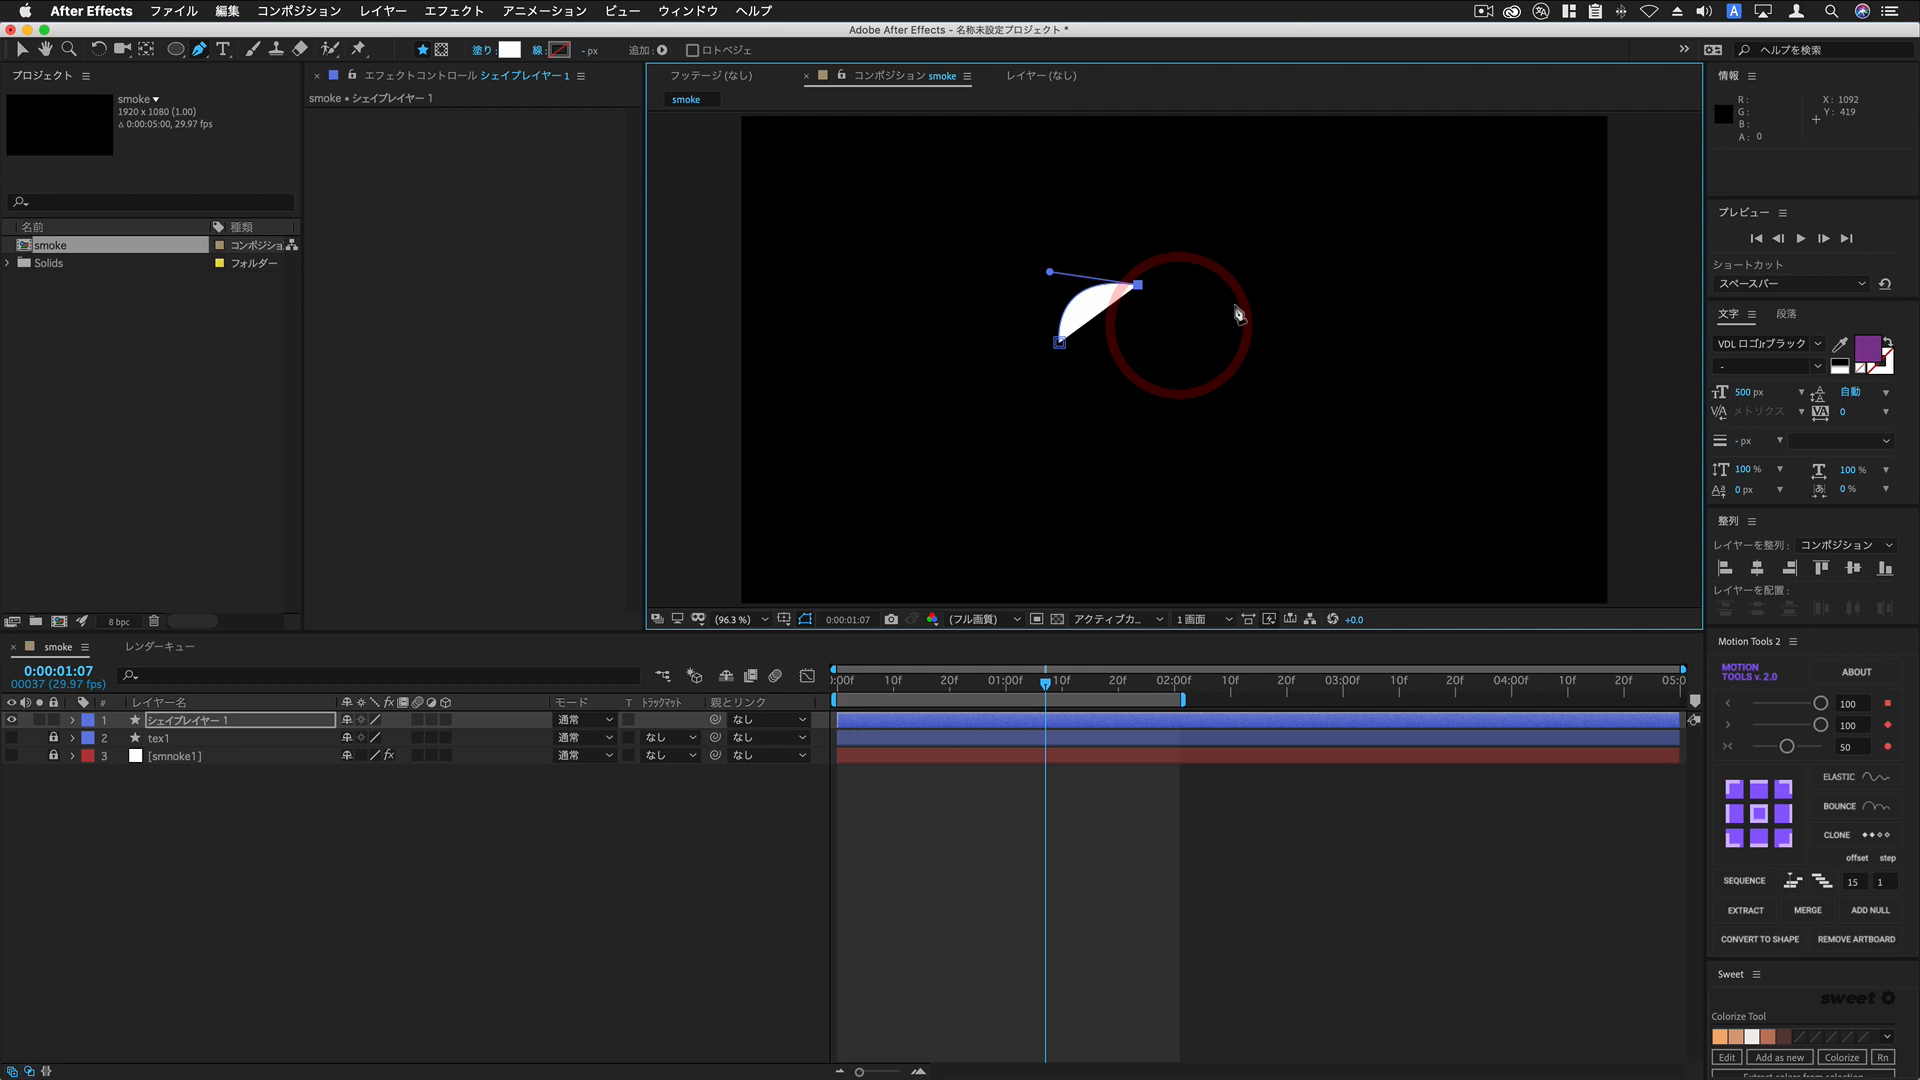 After Effects ファイル 編集 コンポジション レイヤー エフェクト アニメーション ビュー ウィンドウ ヘルプ
Adobe After Effects - 名称未設定プロジェクト *
塗り: 線: - px 追加: ロトベジェ ヘルプを検索
プロジェクト エフェクトコントロール シェイプレイヤー 1 フッテージ (なし) コンポジション smoke レイヤー (なし) 情報
smoke • シェイプレイヤー 1
smoke
smoke
1920 x 1080 (1.00)
Δ 0:00:05:00, 29.97 fps
R:
G:
B:
A: 0
X: 1092
Y: 419
プレビュー
ショートカット
スペースバー
名前 種類
smoke コンポジショ
Solids フォルダー
文字 段落
VDL ロゴJrブラック
-
500 px 自動
メトリクス 0
- px
100 % 100 %
0 px 0 %
整列
レイヤーを整列: コンポジション
レイヤーを配置:
8 bpc
(96.3 %) 0:00:01:07 (フル画質) アクティブカ... 1 画面 +0.0
smoke レンダーキュー
0:00:01:07
00037 (29.97 fps)
):00f 10f 20f 01:00f 10f 20f 02:00f 10f 20f 03:00f 10f 20f 04:00f 10f 20f 05:0
# レイヤー名 モード T トラックマット 親とリンク
1 シェイプレイヤー 1 通常 なし
2 tex1 通常 なし なし
3 [smnoke1] 通常 なし なし
Motion Tools 2
MOTION
TOOLS v. 2.0
ABOUT
100
100
50
ELASTIC
BOUNCE
CLONE
offset step
SEQUENCE 15 1
EXTRACT MERGE ADD NULL
CONVERT TO SHAPE REMOVE ARTBOARD
Sweet
sweet
Colorize Tool
Edit Add as new Colorize Rn
Extract colors from selection